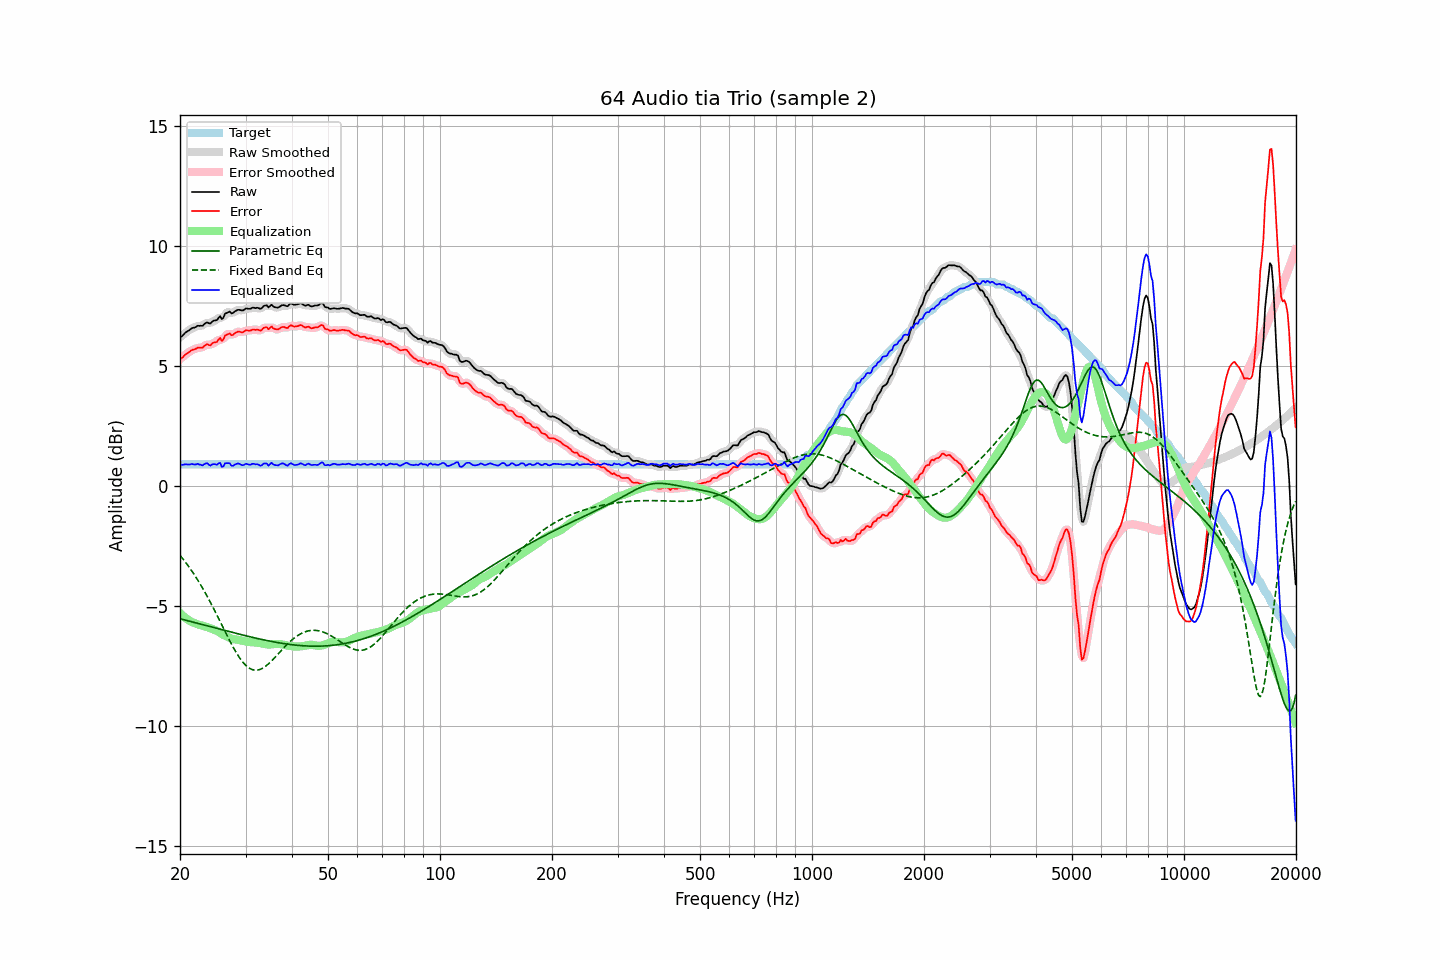 64 Audio tia Trio (sample 2)
Target
Raw Smoothed
Error Smoothed
Raw
Error
Equalization
Parametric Eq
Fixed Band Eq
Equalized
15
10
5
0
−5
−10
−15
Amplitude (dBr)
20 50 100 200 500 1000 2000 5000 10000 20000
Frequency (Hz)